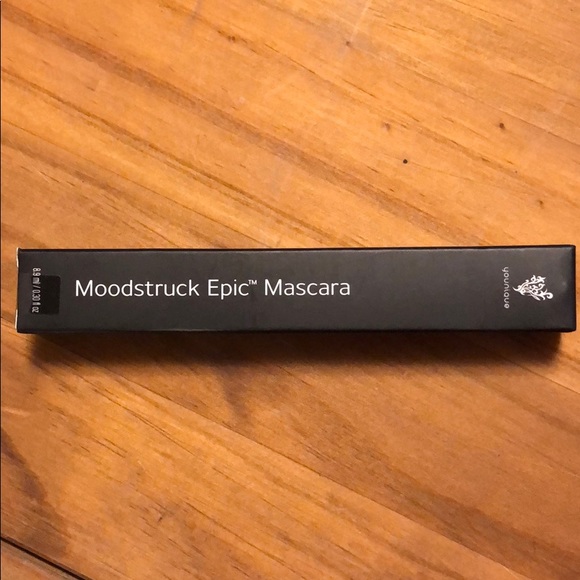 8.9 ml / 0.30 fl oz
Moodstruck Epic™ Mascara
younique